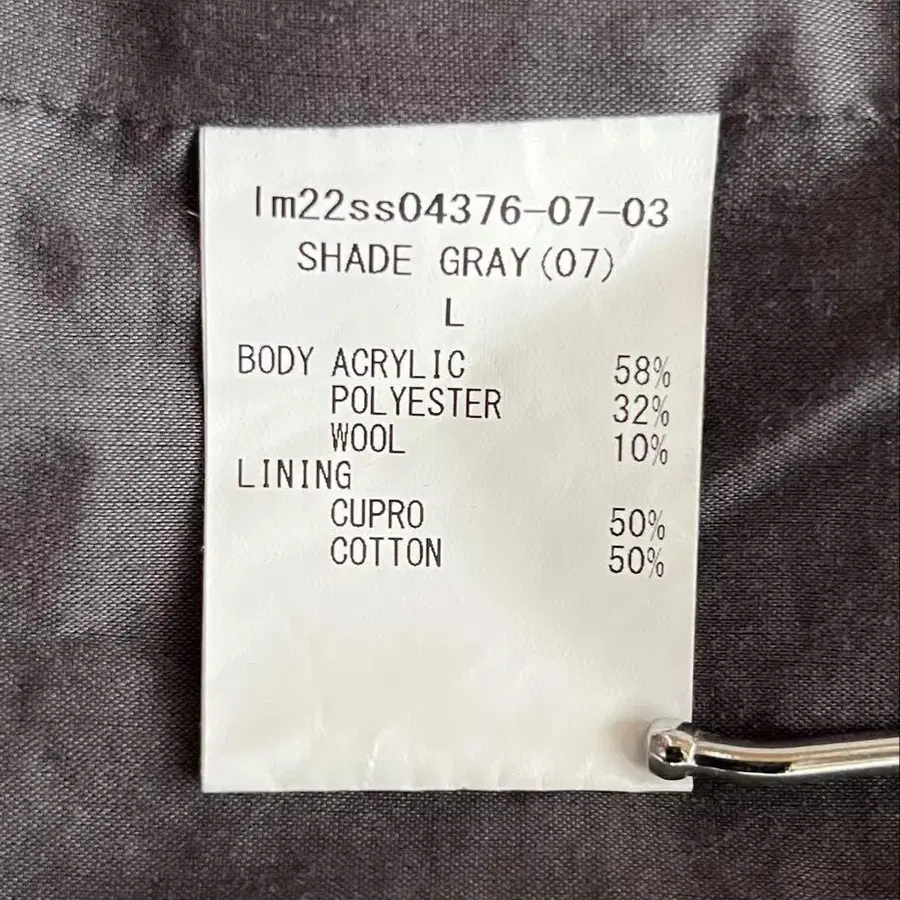 lm22ss04376-07-03
SHADE GRAY(07)
L
BODY ACRYLIC 58%
POLYESTER 32%
WOOL 10%
LINING
CUPRO 50%
COTTON 50%